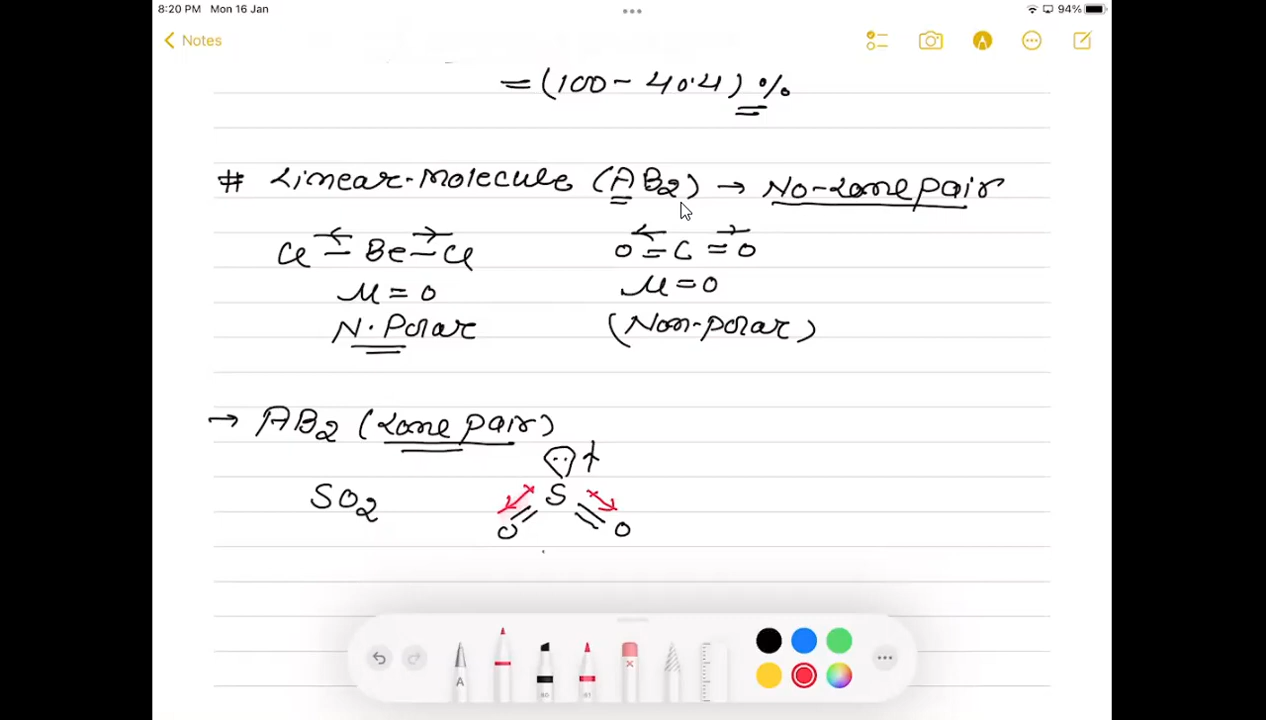 8:20 PM Mon 16 Jan
94%
Notes
= (100 - 40.4) %
# Linear-Molecule (AB2) → No-Lone pair
Cl - Be - Cl O = C = O
μ = 0 μ = 0
N. Polar (Non-polar)
→ AB2 (Lone pair)
SO2 S
O O
A
80